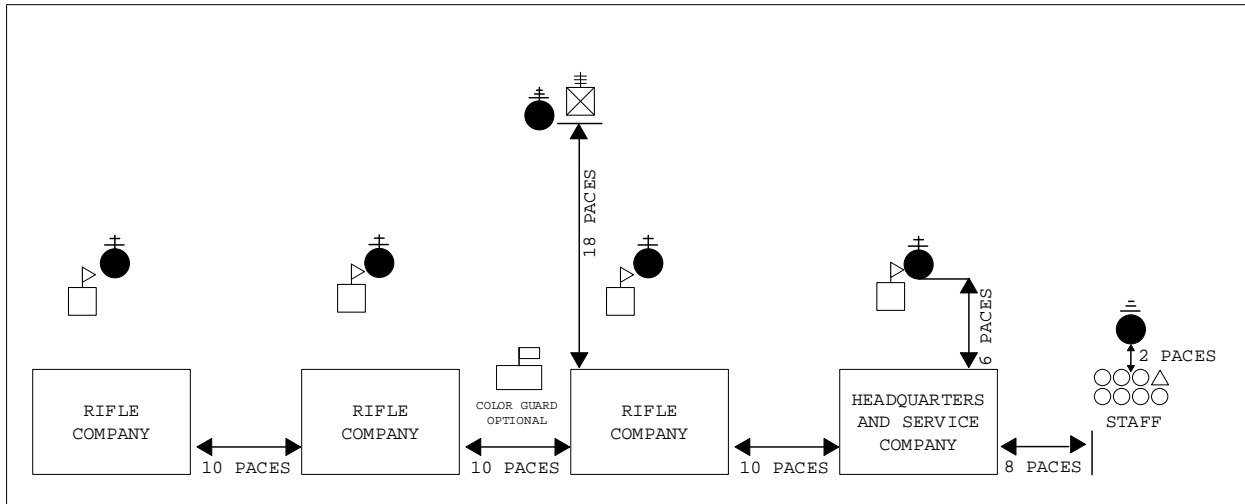 18 PACES
6 PACES
2 PACES
RIFLE
COMPANY
RIFLE
COMPANY
COLOR GUARD
OPTIONAL
RIFLE
COMPANY
HEADQUARTERS
AND SERVICE
COMPANY
STAFF
10 PACES
10 PACES
10 PACES
8 PACES